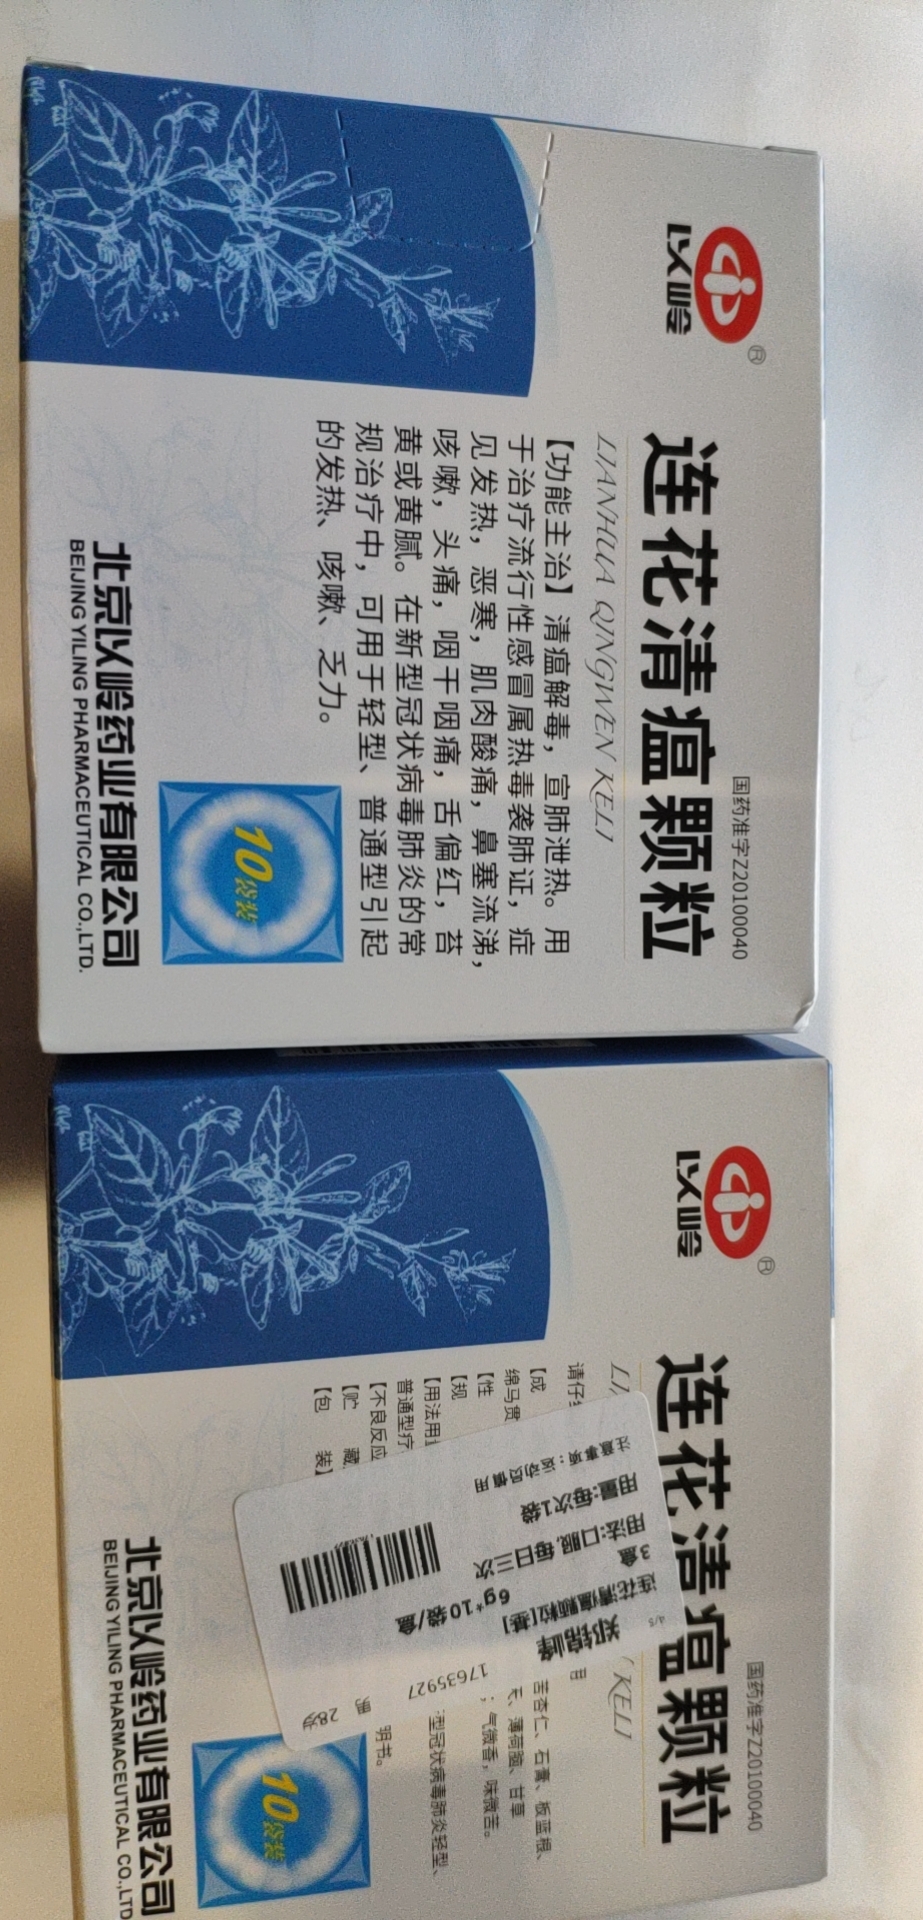 以岭
®
国药准字Z20100040
连花清瘟颗粒
LIANHUA QINGWEN KELI
【功能主治】清瘟解毒，宣肺泄热。用
于治疗流行性感冒属热毒袭肺证，症
见发热，恶寒，肌肉酸痛，鼻塞流涕，
咳嗽，头痛，咽干咽痛，舌偏红，苔
黄或黄腻。在新型冠状病毒肺炎的常
规治疗中，可用于轻型、普通型引起
的发热、咳嗽、乏力。
10袋装
北京以岭药业有限公司
BEIJING YILING PHARMACEUTICAL CO.,LTD.
以岭
®
国药准字Z20100040
连花清瘟颗粒
KELI
请仔
【成
苦杏仁、石膏、板蓝根、
绵马贯
、薄荷脑、甘草
【性
；气微香，味微苦。
【规
【用法用
型冠状病毒肺炎轻型、
普通型疗
【不良反应
明书。
【贮 藏
【包 装】
4/5
郑锦峰 17635927 男 28岁
连花清瘟颗粒[基] 6g*10袋/盒
3盒
用法:口服 每日三次
用量:每次1袋
注意事项:运动员慎用
10袋装
北京以岭药业有限公司
BEIJING YILING PHARMACEUTICAL CO.,LTD